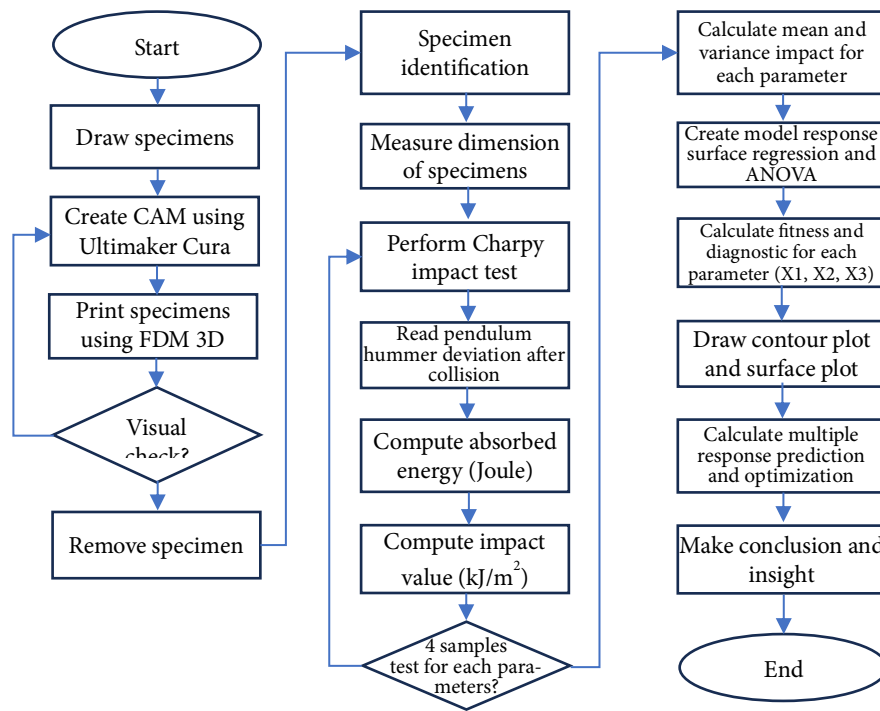 Start
Draw specimens
Create CAM using
Ultimaker Cura
Print specimens
using FDM 3D
Visual
check?
Remove specimen
Specimen
identification
Measure dimension
of specimens
Perform Charpy
impact test
Read pendulum
hummer deviation after
collision
Compute absorbed
energy (Joule)
Compute impact
value (kJ/m²)
4 samples
test for each para-
meters?
Calculate mean and
variance impact for
each parameter
Create model response
surface regression and
ANOVA
Calculate fitness and
diagnostic for each
parameter (X1, X2, X3)
Draw contour plot
and surface plot
Calculate multiple
response prediction
and optimization
Make conclusion and
insight
End